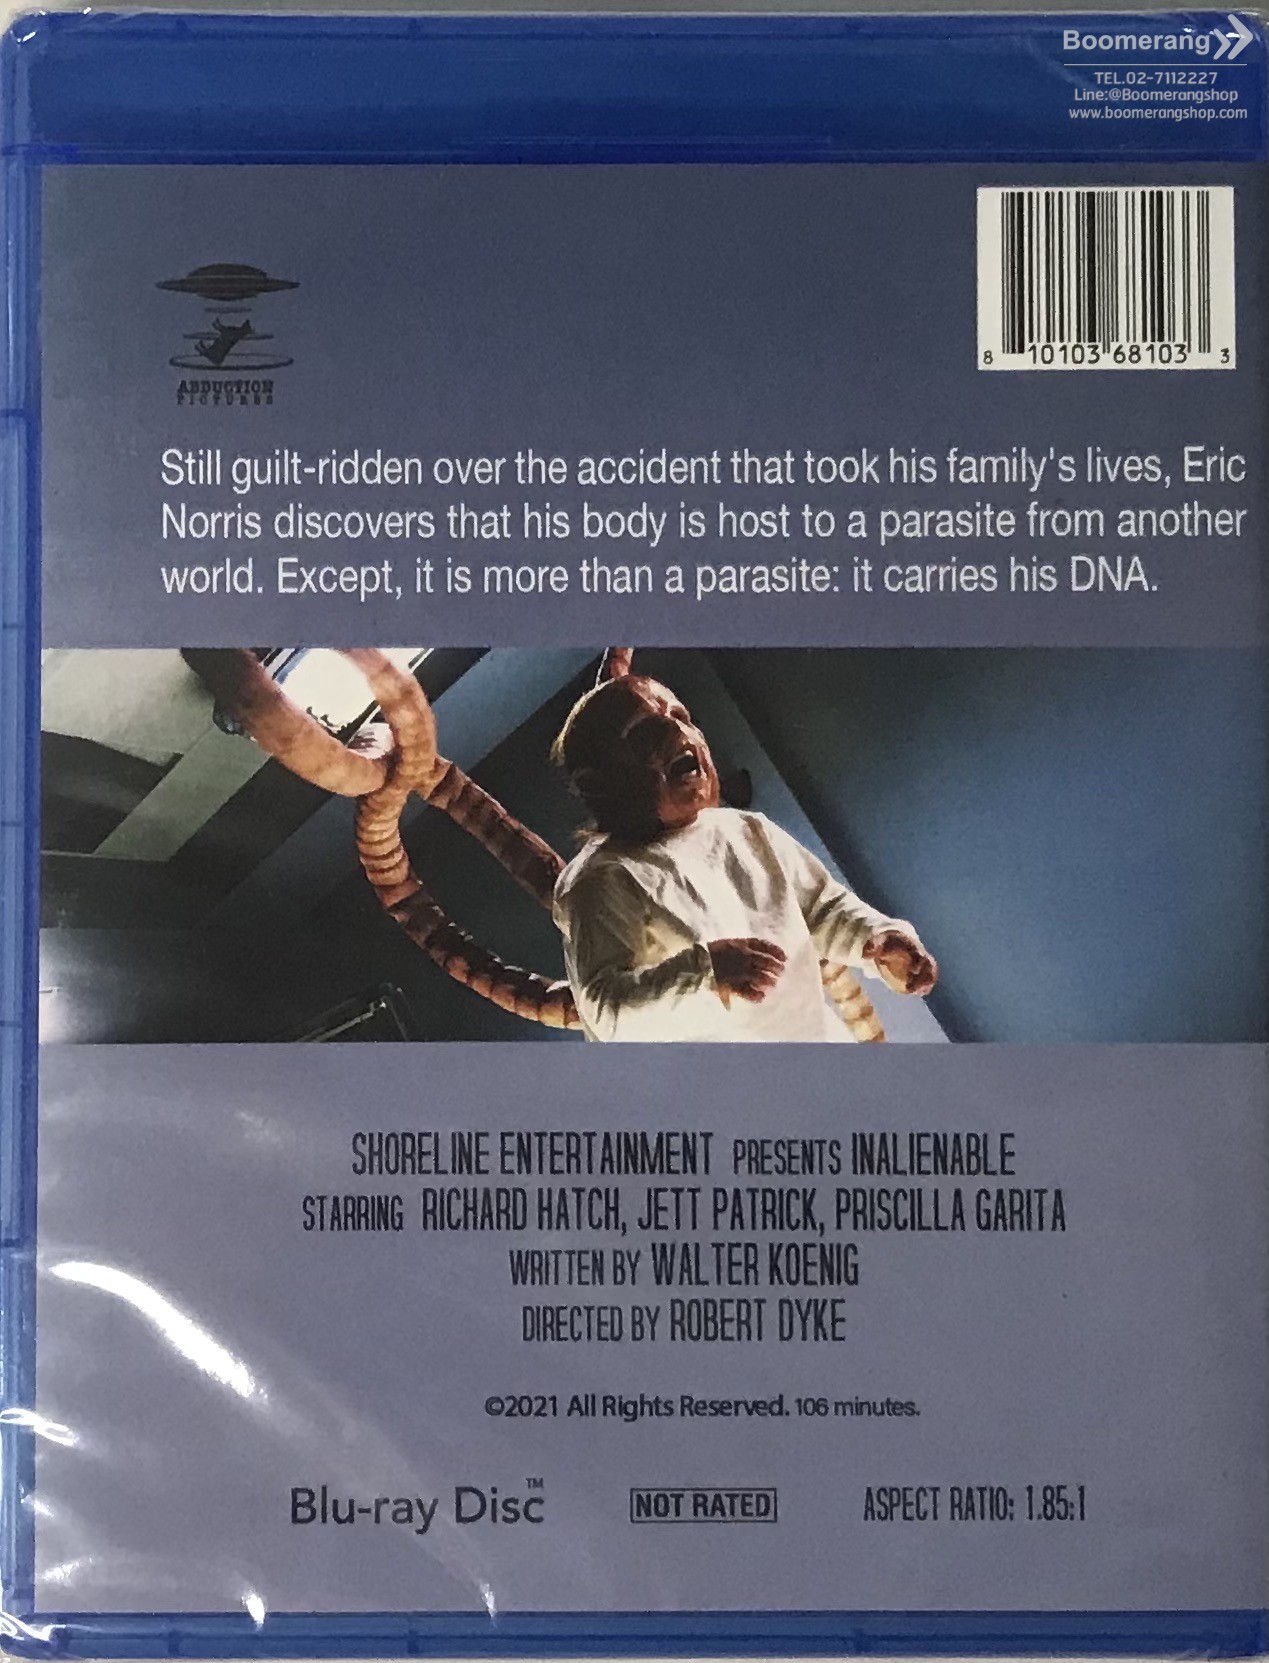 Boomerang
TEL.02-7112227
Line:@Boomerangshop
www.boomerangshop.com
8 10103 68103 3
ABDUCTION
PICTURES
Still guilt-ridden over the accident that took his family's lives, Eric
Norris discovers that his body is host to a parasite from another
world. Except, it is more than a parasite: it carries his DNA.
SHORELINE ENTERTAINMENT PRESENTS INALIENABLE
STARRING RICHARD HATCH, JETT PATRICK, PRISCILLA GARITA
WRITTEN BY WALTER KOENIG
DIRECTED BY ROBERT DYKE
©2021 All Rights Reserved. 106 minutes.
Blu-ray Disc™ NOT RATED ASPECT RATIO: 1.85:1